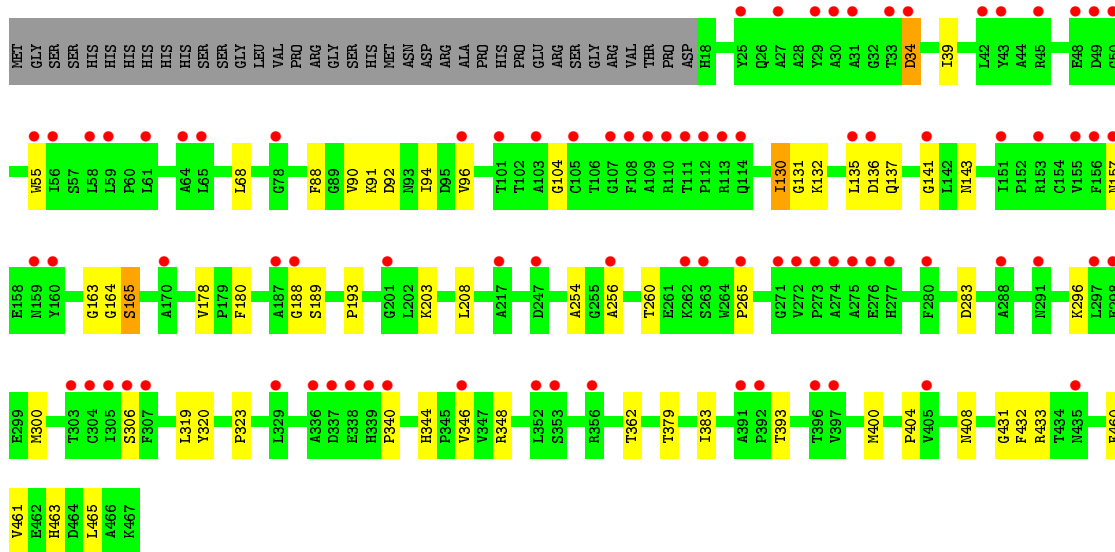 MET GLY SER SER HIS HIS HIS HIS HIS HIS SER SER GLY LEU VAL PRO ARG GLY SER HIS MET ASN ASP ARG ALA PRO HIS PRO GLU ARG SER GLY ARG VAL THR PRO ASP H18 Y25 Q26 A27 A28 Y29 A30 A31 G32 T33 D34 I39 L42 Y43 A44 R45 E48 D49
W55 I56 S57 L58 L59 P60 L61 A64 L65 L68 G78 F88 G89 V90 K91 D92 N93 I94 D95 V96 T101 T102 A103 G104 C105 T106 G107 F108 A109 R110 T111 P112 R113 Q114 I130 G131 K132 L135 D136 Q137 G141 L142 N143 I151 P152 R153 C154 V155 F156 N157
E158 N159 Y160 G163 G164 S165 A170 V178 P179 F180 A187 G188 S189 P193 G201 L202 K203 L208 A217 D247 A254 G255 A256 T260 E261 K262 S263 W264 P265 G271 V272 P273 A274 A275 E276 H277 F280 D283 A288 N291 K296 L297
E299 M300 T303 C304 I305 S306 F307 L319 Y320 P323 L329 A336 D337 E338 H339 P340 H344 P345 V346 V347 R348 L352 S353 R356 T362 T379 I383 A391 P392 T393 T396 V397 M400 P404 V405 N408 G431 F432 R433 T434 N435
V461 E462 H463 D464 L465 A466 K467